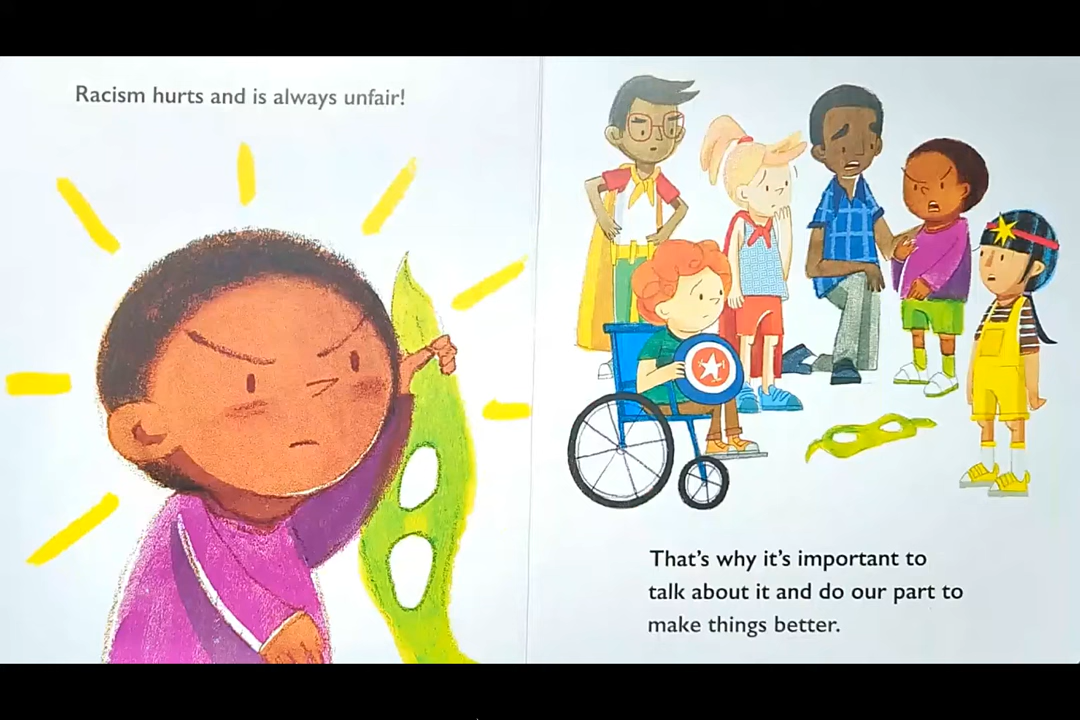 Racism hurts and is always unfair!
That's why it's important to
talk about it and do our part to
make things better.